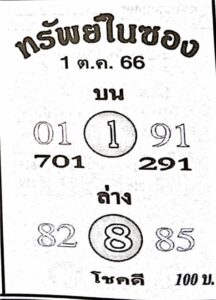 ทรัพย์ในซอง
1 ต.ค. 66
บน
01 1 91
701 291
ล่าง
82 8 85
โชคดี 100 บ.